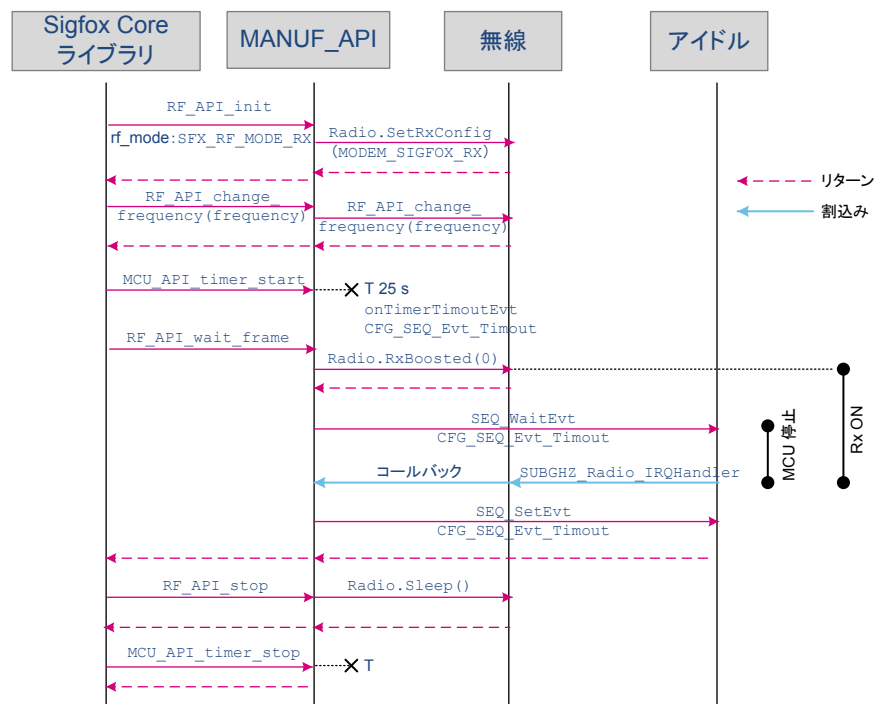 Sigfox Core
ライブラリ
MANUF_API
無線
アイドル
RF_API_init
rf_mode:SFX_RF_MODE_RX
Radio.SetRxConfig
(MODEM_SIGFOX_RX)
リターン
割込み
RF_API_change_
frequency(frequency)
RF_API_change_
frequency(frequency)
MCU_API_timer_start
T 25 s
onTimerTimoutEvt
CFG_SEQ_Evt_Timout
RF_API_wait_frame
Radio.RxBoosted(0)
SEQ_WaitEvt
CFG_SEQ_Evt_Timout
MCU 停止
Rx ON
コールバック
SUBGHZ_Radio_IRQHandler
SEQ_SetEvt
CFG_SEQ_Evt_Timout
RF_API_stop
Radio.Sleep()
MCU_API_timer_stop
T